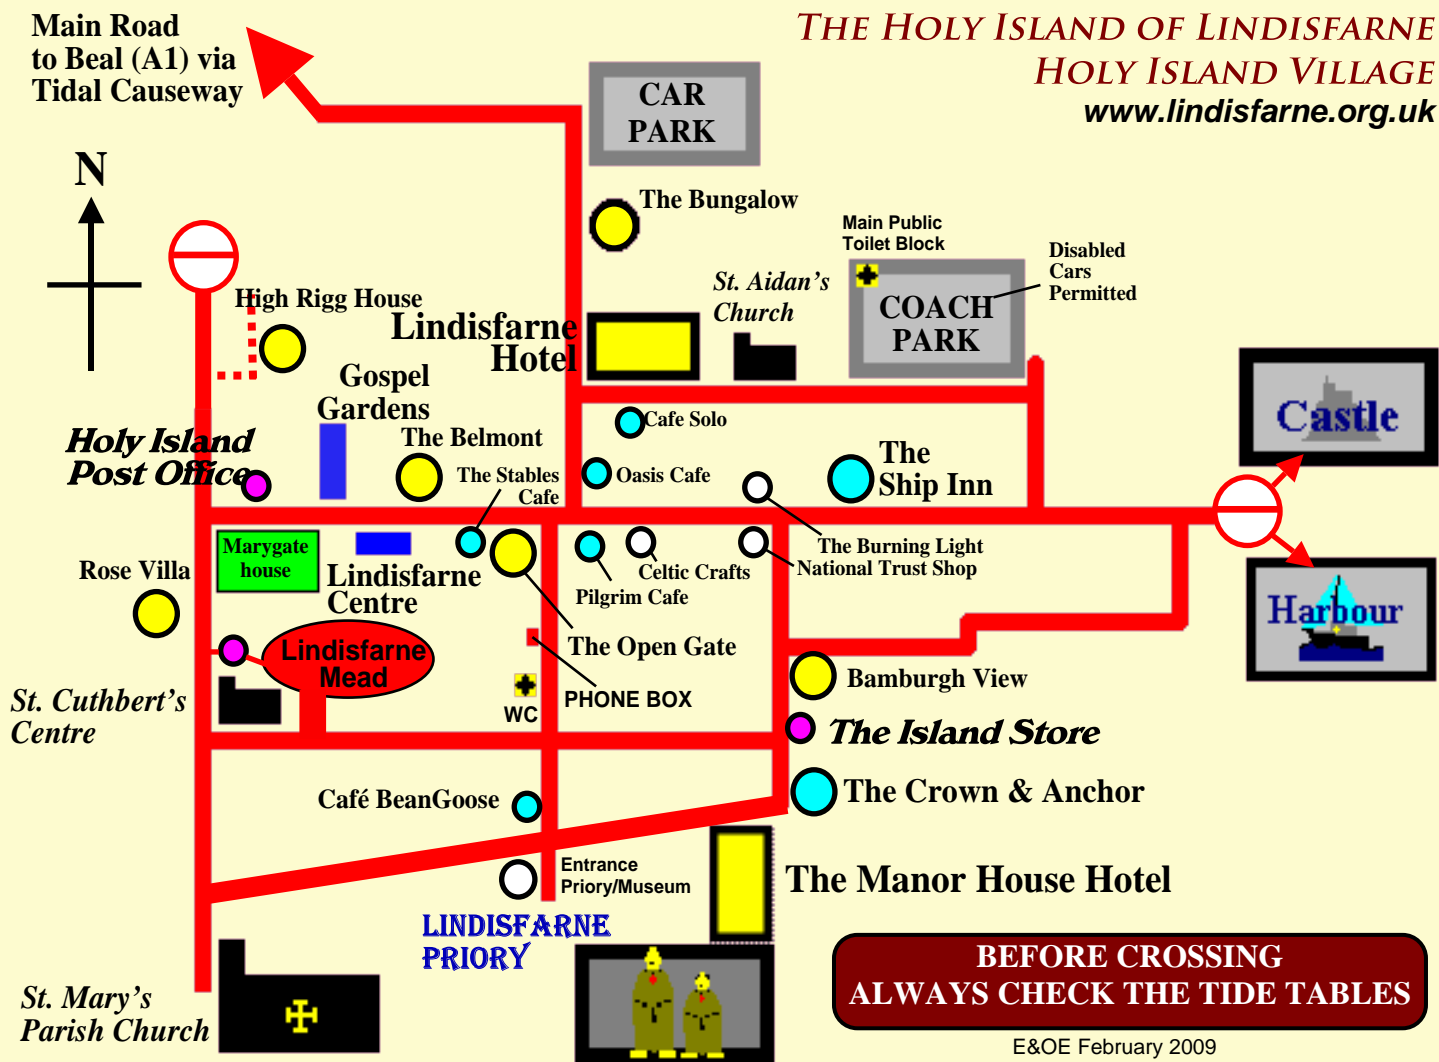 Main Road
to Beal (A1) via
Tidal Causeway
THE HOLY ISLAND OF LINDISFARNE
HOLY ISLAND VILLAGE
www.lindisfarne.org.uk
CAR
PARK
N
The Bungalow
Main Public
Toilet Block
Disabled
Cars
Permitted
St. Aidan's
Church
COACH
PARK
High Rigg House
Lindisfarne
Hotel
Gospel
Gardens
Castle
Cafe Solo
Holy Island
Post Office
The Belmont
The Stables
Cafe
Oasis Cafe
The
Ship Inn
Marygate
house
The Burning Light
National Trust Shop
Celtic Crafts
Pilgrim Cafe
Rose Villa
Lindisfarne
Centre
Harbour
Lindisfarne
Mead
The Open Gate
Bamburgh View
PHONE BOX
WC
St. Cuthbert's
Centre
The Island Store
Café BeanGoose
The Crown & Anchor
Entrance
Priory/Museum
The Manor House Hotel
LINDISFARNE
PRIORY
BEFORE CROSSING
ALWAYS CHECK THE TIDE TABLES
St. Mary's
Parish Church
E&OE February 2009